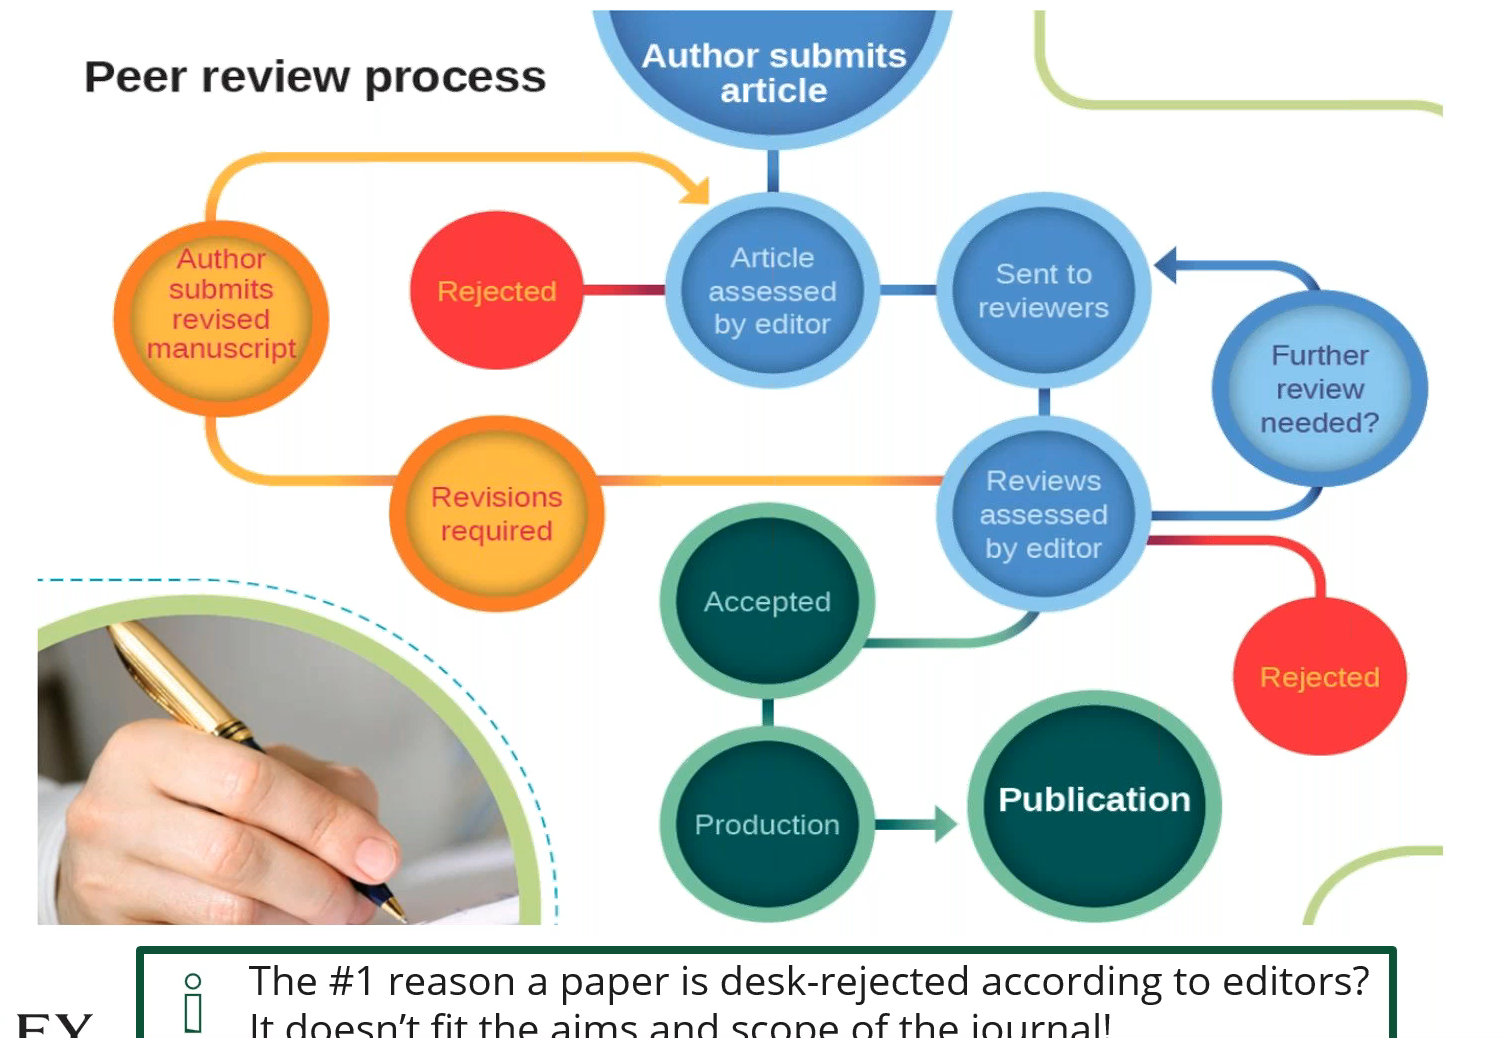 Peer review process
Author submits
article
Author
submits
revised
manuscript
Rejected
Article
assessed
by editor
Sent to
reviewers
Further
review
needed?
Revisions
required
Reviews
assessed
by editor
Accepted
Rejected
Production
Publication
The #1 reason a paper is desk-rejected according to editors?
It doesn't fit the aims and scope of the journal!
EY